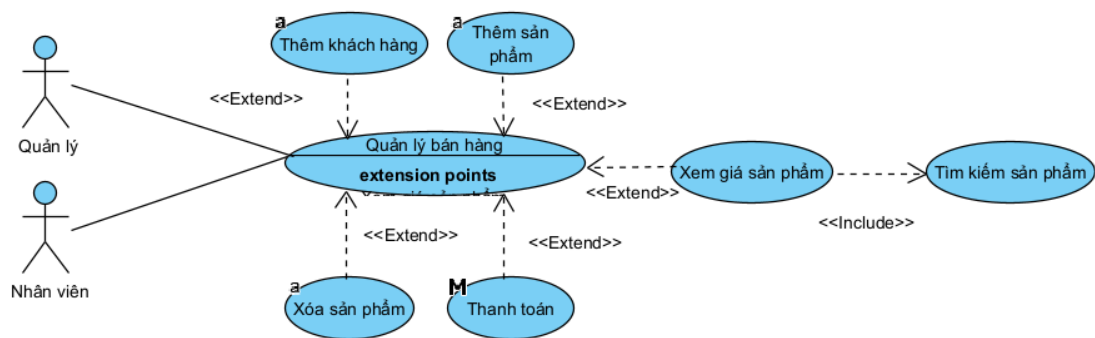 a
Thêm khách hàng
a
Thêm sản
phẩm
Quản lý
<<Extend>>
<<Extend>>
Quản lý bán hàng
extension points
Xem giá sản phẩm
Tìm kiếm sản phẩm
<<Extend>>
<<Include>>
<<Extend>>
<<Extend>>
Nhân viên
a
Xóa sản phẩm
M
Thanh toán